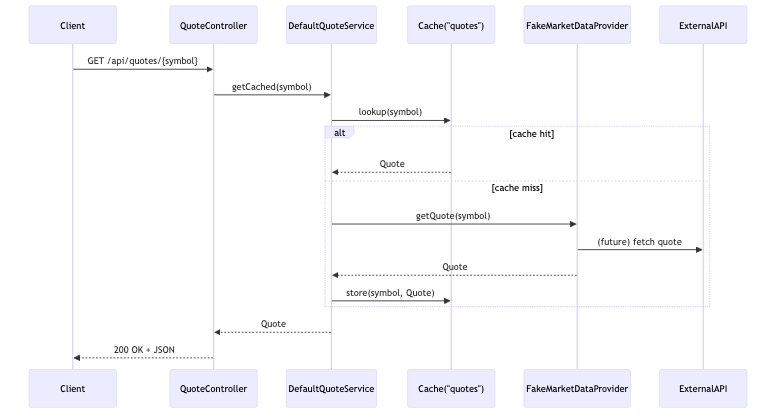 Client QuoteController DefaultQuoteService Cache("quotes") FakeMarketDataProvider ExternalAPI
GET /api/quotes/{symbol}
getCached(symbol)
lookup(symbol)
alt [cache hit]
Quote
[cache miss]
getQuote(symbol)
(future) fetch quote
Quote
store(symbol, Quote)
Quote
200 OK + JSON
Client QuoteController DefaultQuoteService Cache("quotes") FakeMarketDataProvider ExternalAPI